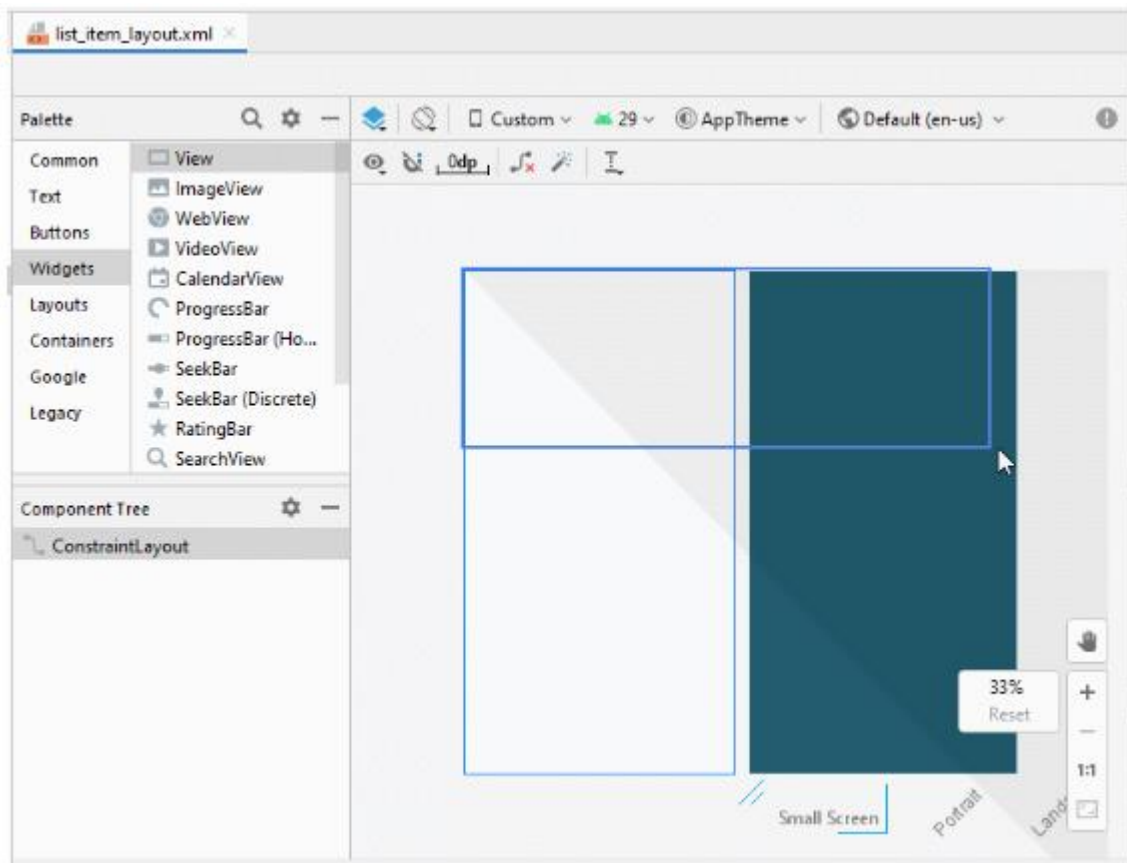 list_item_layout.xml
Palette
Custom 29 AppTheme Default (en-us)
Common
Text
Buttons
Widgets
Layouts
Containers
Google
Legacy
View
ImageView
WebView
VideoView
CalendarView
ProgressBar
ProgressBar (Ho...
SeekBar
SeekBar (Discrete)
RatingBar
SearchView
0dp
Component Tree
ConstraintLayout
33%
Reset
1:1
Small Screen
Portrait
Land